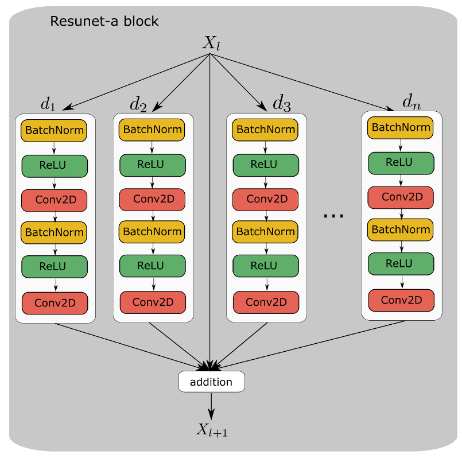 Resunet-a block
X_l
d_1 d_2 d_3 d_n
BatchNorm BatchNorm BatchNorm BatchNorm
ReLU ReLU ReLU ReLU
Conv2D Conv2D Conv2D Conv2D
BatchNorm BatchNorm BatchNorm BatchNorm
ReLU ReLU ReLU ReLU
Conv2D Conv2D Conv2D Conv2D
...
addition
X_{l+1}